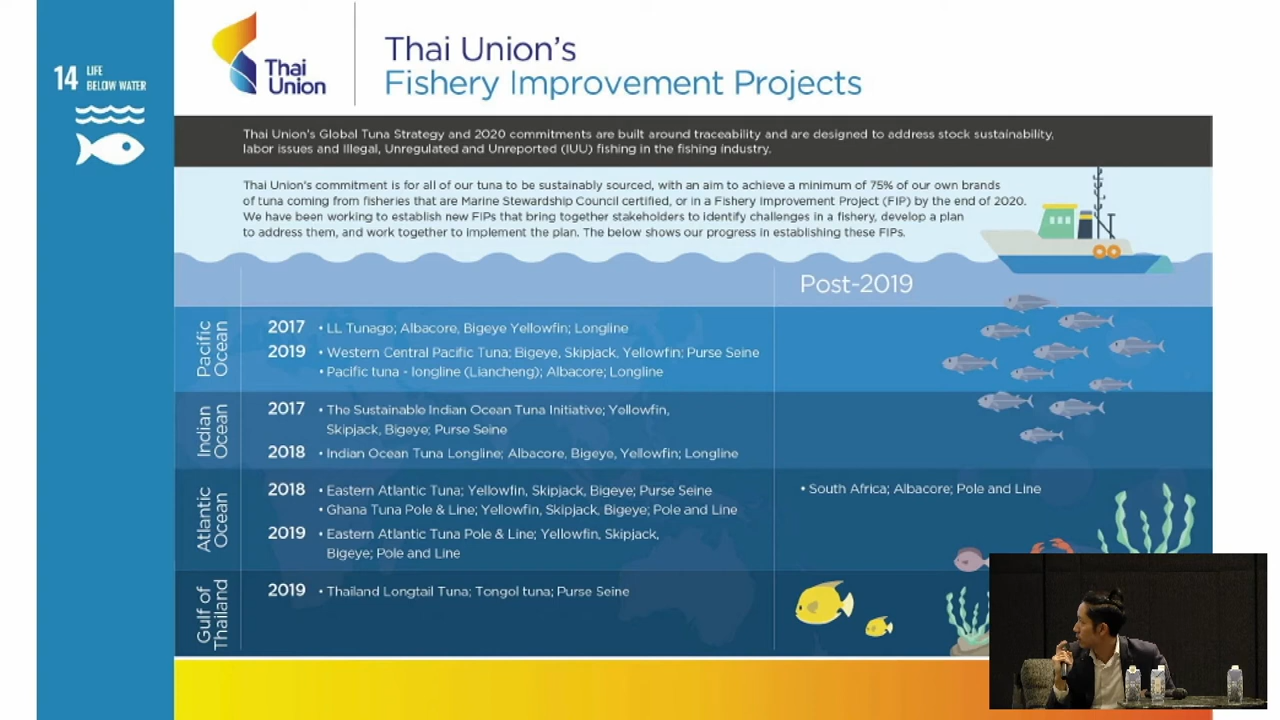 14 LIFE
BELOW WATER
Thai
Union
Thai Union's
Fishery Improvement Projects
Thai Union's Global Tuna Strategy and 2020 commitments are built around traceability and are designed to address stock sustainability,
labor issues and Illegal, Unregulated and Unreported (IUU) fishing in the fishing industry.
Thai Union's commitment is for all of our tuna to be sustainably sourced, with an aim to achieve a minimum of 75% of our own brands
of tuna coming from fisheries that are Marine Stewardship Council certified, or in a Fishery Improvement Project (FIP) by the end of 2020.
We have been working to establish new FIPs that bring together stakeholders to identify challenges in a fishery, develop a plan
to address them, and work together to implement the plan. The below shows our progress in establishing these FIPs.
Post-2019
Pacific
Ocean
2017 • LL Tunago; Albacore, Bigeye Yellowfin; Longline
2019 • Western Central Pacific Tuna; Bigeye, Skipjack, Yellowfin; Purse Seine
• Pacific tuna - longline (Liancheng); Albacore; Longline
Indian
Ocean
2017 • The Sustainable Indian Ocean Tuna Initiative; Yellowfin,
Skipjack, Bigeye; Purse Seine
2018 • Indian Ocean Tuna Longline; Albacore, Bigeye, Yellowfin; Longline
Atlantic
Ocean
2018 • Eastern Atlantic Tuna; Yellowfin, Skipjack, Bigeye; Purse Seine
• Ghana Tuna Pole & Line; Yellowfin, Skipjack, Bigeye; Pole and Line
2019 • Eastern Atlantic Tuna Pole & Line; Yellowfin, Skipjack,
Bigeye; Pole and Line
• South Africa; Albacore; Pole and Line
Gulf of
Thailand
2019 • Thailand Longtail Tuna; Tongol tuna; Purse Seine